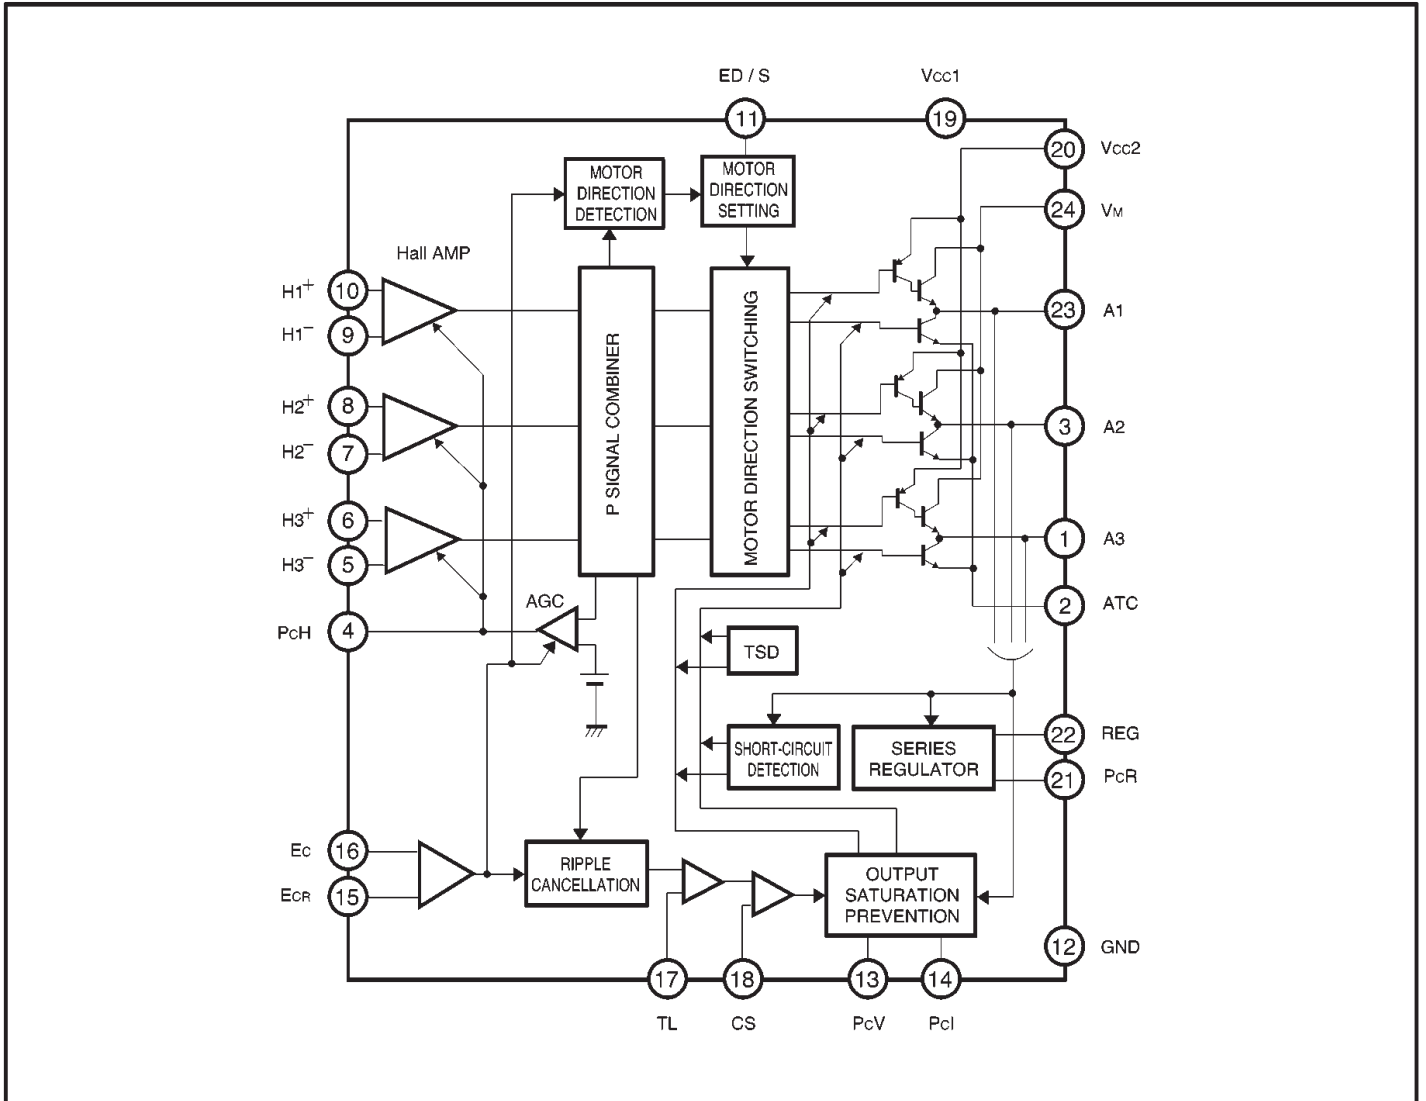 ED / S
Vcc1
11
19
20
Vcc2
MOTOR
DIRECTION
DETECTION
MOTOR
DIRECTION
SETTING
24
VM
Hall AMP
H1+
10
H1−
9
23
A1
P SIGNAL COMBINER
MOTOR DIRECTION SWITCHING
H2+
8
H2−
7
3
A2
H3+
6
H3−
5
1
A3
AGC
2
ATC
PcH
4
TSD
SHORT-CIRCUIT
DETECTION
SERIES
REGULATOR
22
REG
21
PcR
Ec
16
ECR
15
RIPPLE
CANCELLATION
OUTPUT
SATURATION
PREVENTION
12
GND
17
18
13
14
TL
CS
PcV
PcI